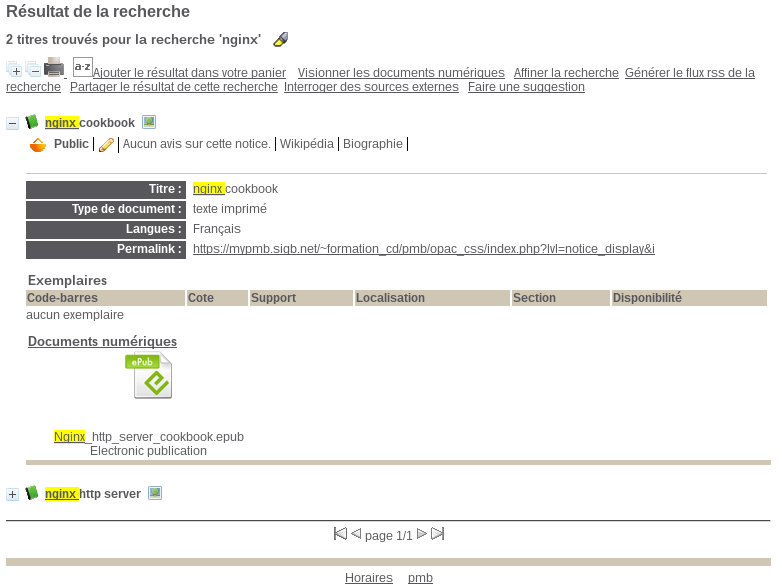 Résultat de la recherche
2 titres trouvés pour la recherche 'nginx'
a-z Ajouter le résultat dans votre panier Visionner les documents numériques Affiner la recherche Générer le flux rss de la
recherche Partager le résultat de cette recherche Interroger des sources externes Faire une suggestion
nginx cookbook
Public Aucun avis sur cette notice. Wikipédia Biographie
Titre : nginx cookbook
Type de document : texte imprimé
Langues : Français
Permalink : https://mypmb.sigb.net/~formation_cd/pmb/opac_css/index.php?lvl=notice_display&i
Exemplaires
Code-barres Cote Support Localisation Section Disponibilité
aucun exemplaire
Documents numériques
ePub
Nginx_http_server_cookbook.epub
Electronic publication
nginx http server
page 1/1
Horaires pmb